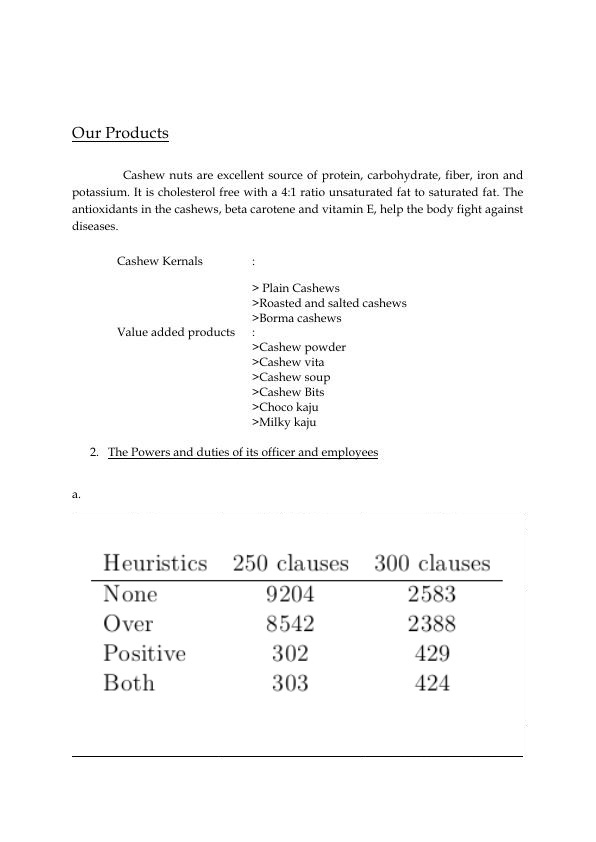 Our Products
Cashew nuts are excellent source of protein, carbohydrate, fiber, iron and
potassium. It is cholesterol free with a 4:1 ratio unsaturated fat to saturated fat. The
antioxidants in the cashews, beta carotene and vitamin E, help the body fight against
diseases.
Cashew Kernals :
> Plain Cashews
>Roasted and salted cashews
>Borma cashews
Value added products :
>Cashew powder
>Cashew vita
>Cashew soup
>Cashew Bits
>Choco kaju
>Milky kaju
2. The Powers and duties of its officer and employees
a.
Heuristics 250 clauses 300 clauses
None 9204 2583
Over 8542 2388
Positive 302 429
Both 303 424